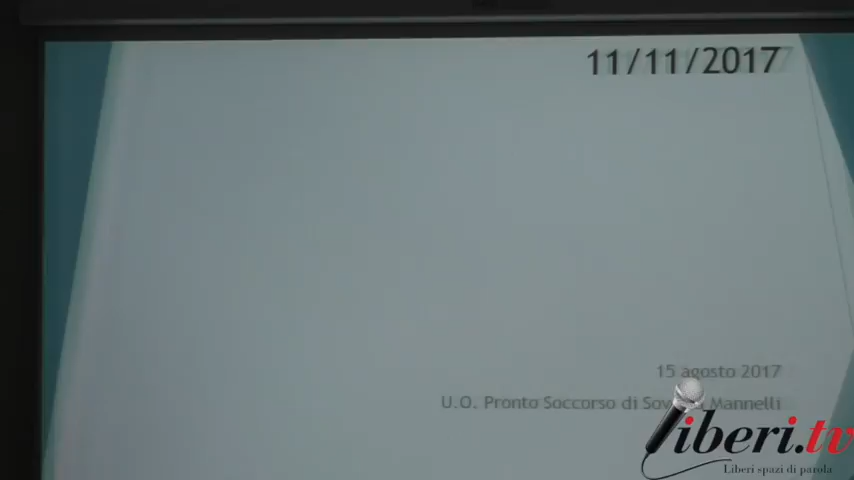 11/11/2017
15 agosto 2017
U.O. Pronto Soccorso di Mannelli
liberi.tv
Liberi spazi di parola